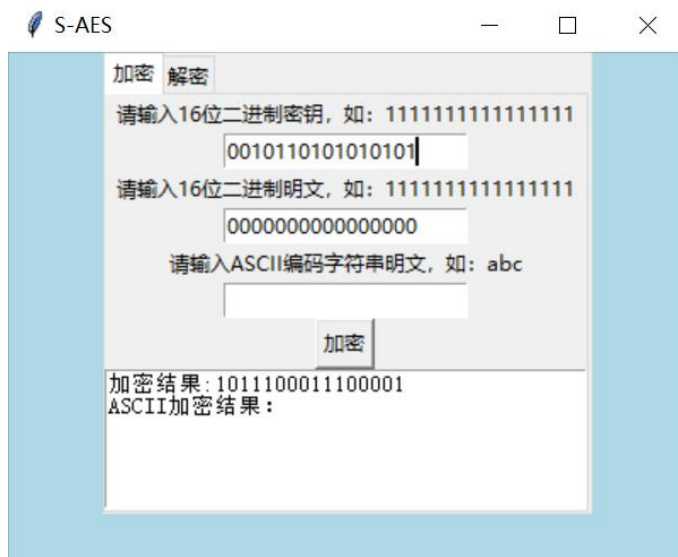 S-AES
加密 解密
请输入16位二进制密钥，如：1111111111111111
0010110101010101
请输入16位二进制明文，如：1111111111111111
0000000000000000
请输入ASCII编码字符串明文，如：abc
加密
加密结果:1011100011100001
ASCII加密结果：